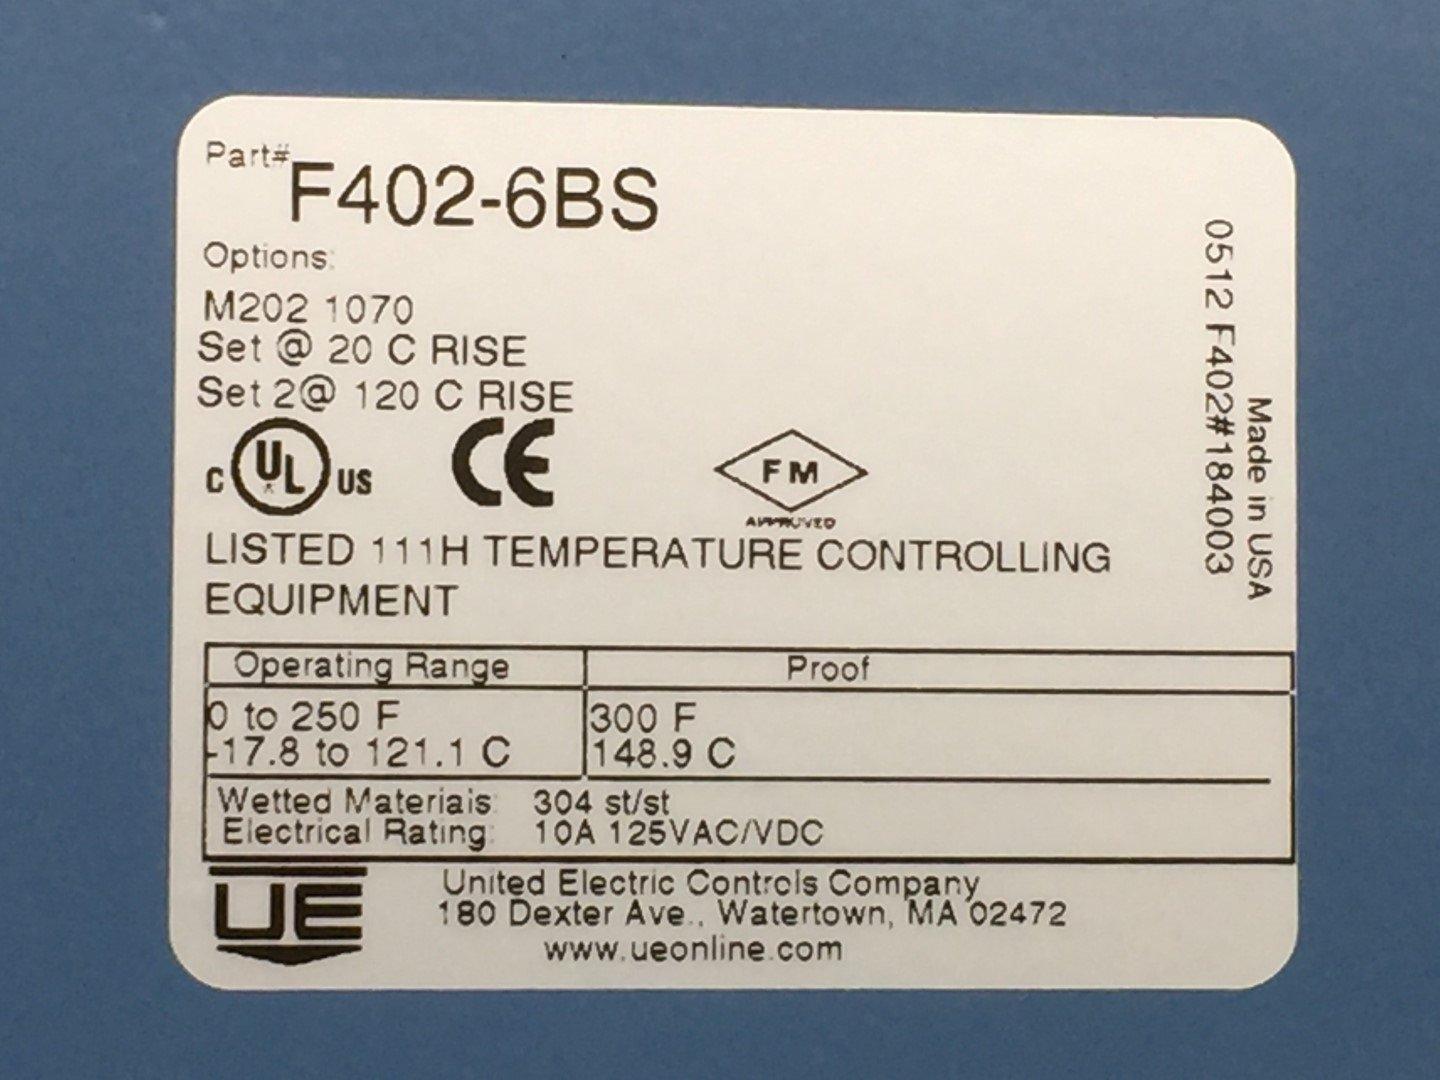 Part#
F402-6BS
Options:
M202 1070
Set @ 20 C RISE
Set 2@ 120 C RISE
C UL US CE FM
APPROVED
LISTED 111H TEMPERATURE CONTROLLING
EQUIPMENT
Operating Range Proof
0 to 250 F 300 F
-17.8 to 121.1 C 148.9 C
Wetted Materials: 304 st/st
Electrical Rating: 10A 125VAC/VDC
UE
United Electric Controls Company
180 Dexter Ave., Watertown, MA 02472
www.ueonline.com
Made in USA
0512 F402#184003